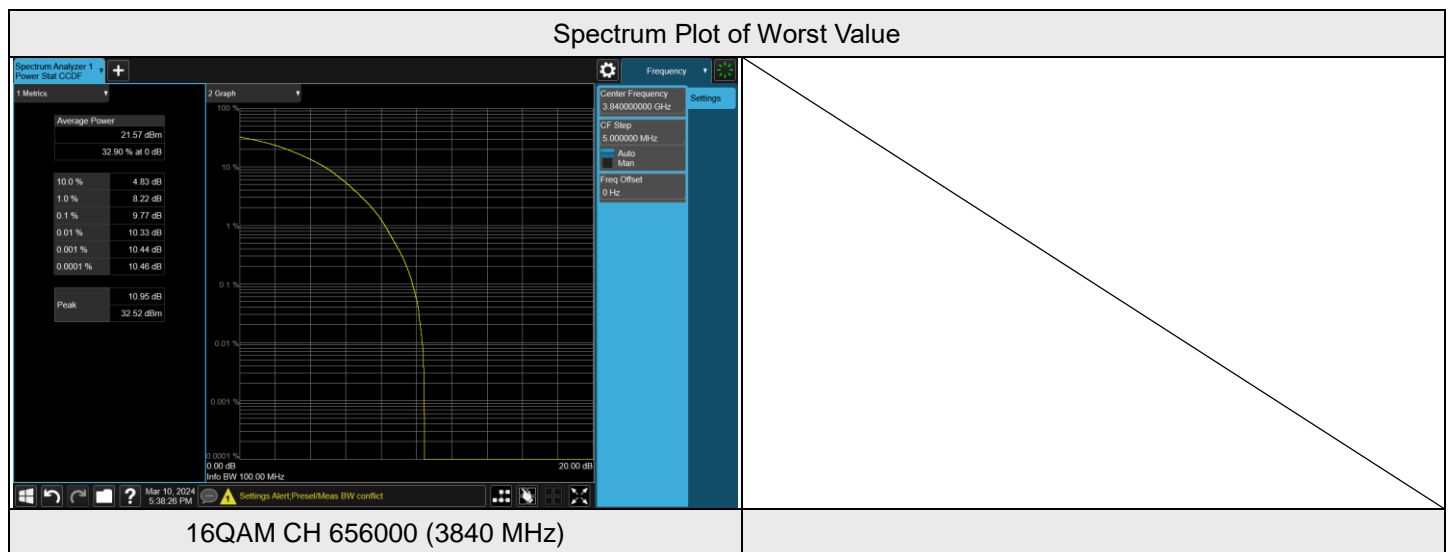 Spectrum Plot of Worst Value
Spectrum Analyzer 1
Power Stat CCDF
Frequency
1 Metrics
2 Graph
Center Frequency
3.840000000 GHz
Settings
CF Step
5.000000 MHz
Auto
Man
Freq Offset
0 Hz
Average Power
21.57 dBm
32.90 % at 0 dB
10.0 % 4.83 dB
1.0 % 8.22 dB
0.1 % 9.77 dB
0.01 % 10.33 dB
0.001 % 10.44 dB
0.0001 % 10.46 dB
Peak
10.95 dB
32.52 dBm
100 %
10 %
1 %
0.1 %
0.01 %
0.001 %
0.0001 %
0.00 dB 20.00 dB
Info BW 100.00 MHz
Mar 10, 2024
5:38:26 PM
Settings Alert;Presel/Meas BW conflict
16QAM CH 656000 (3840 MHz)